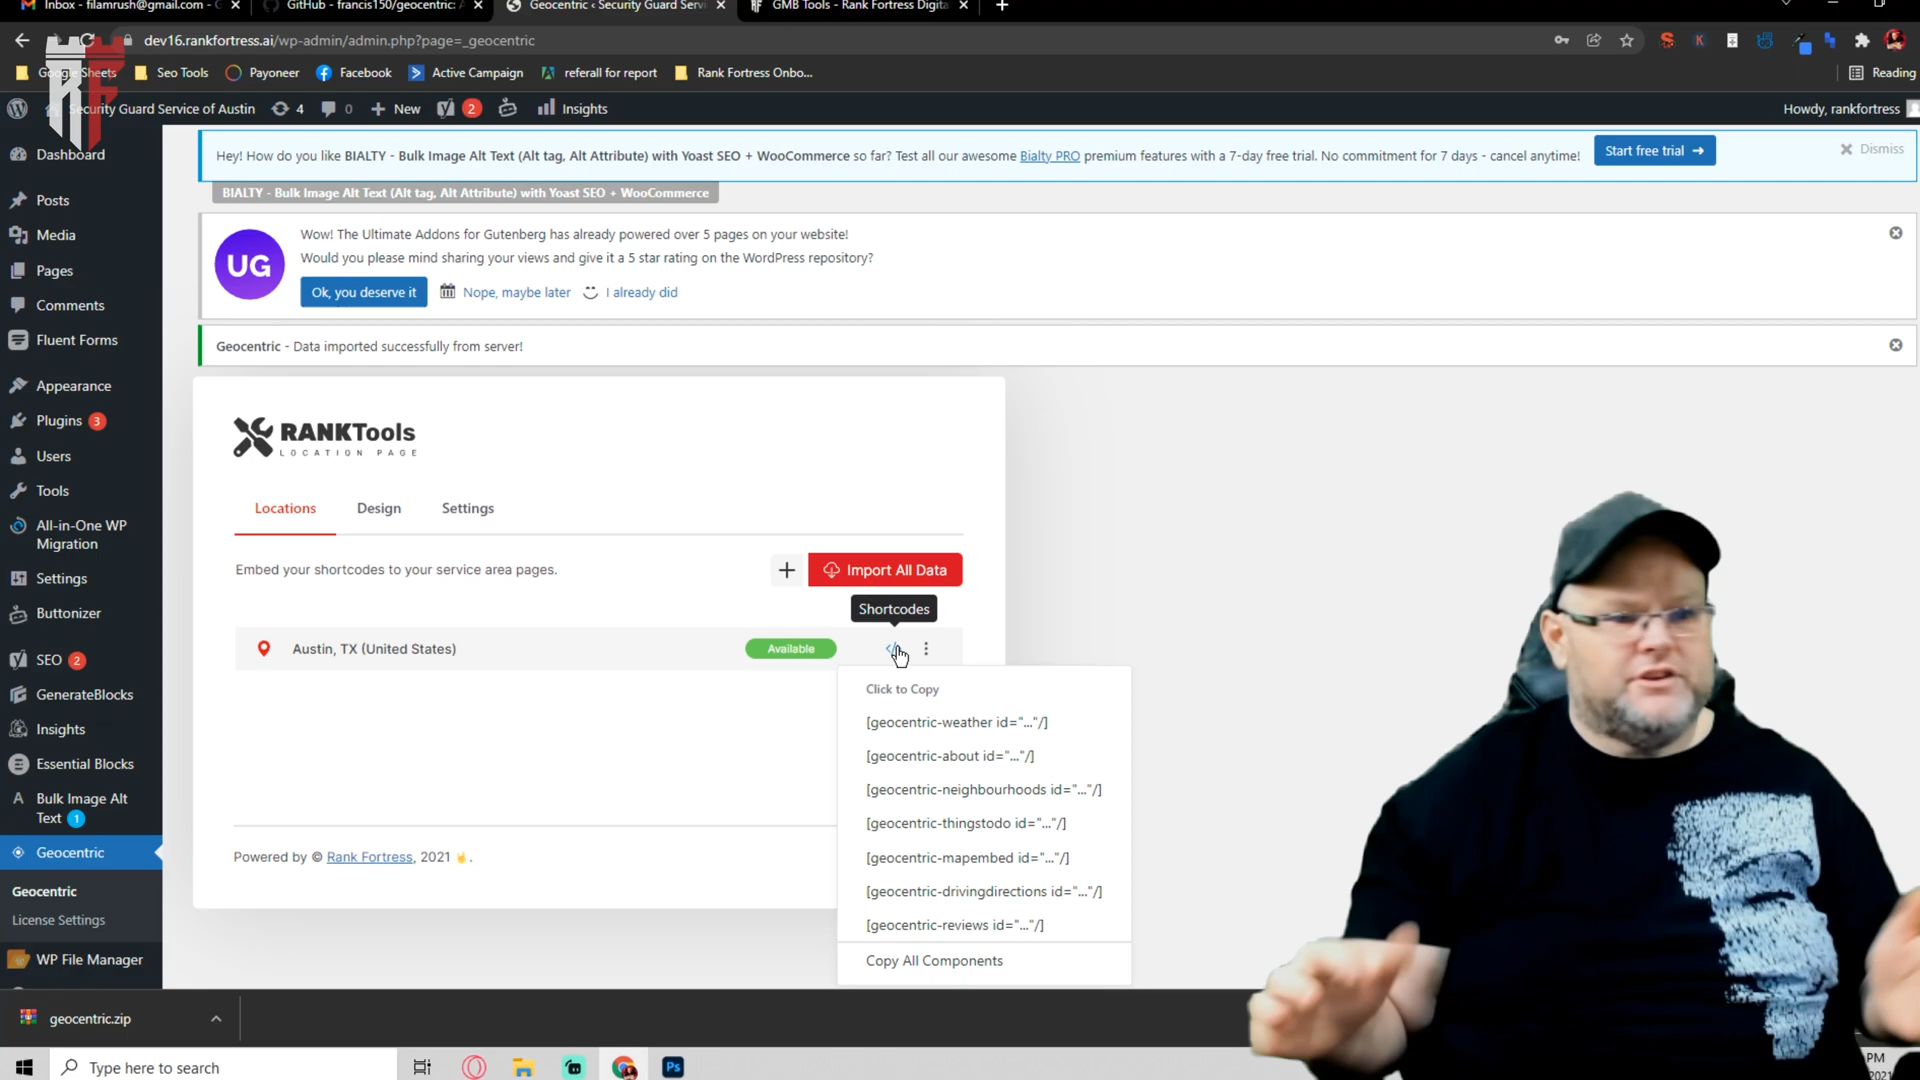 Inbox - filamrush@gmail.com - G
GitHub - francis150/geocentric: A
Geocentric ‹ Security Guard Servi
GMB Tools - Rank Fortress Digita
dev16.rankfortress.ai/wp-admin/admin.php?page=_geocentric
Google Sheets
Seo Tools
Payoneer
Facebook
Active Campaign
referall for report
Rank Fortress Onbo...
Reading
RF
Security Guard Service of Austin
4
0
New
2
Insights
Howdy, rankfortress
Dashboard
Posts
Media
Pages
Comments
Fluent Forms
Appearance
Plugins 3
Users
Tools
All-in-One WP
Migration
Settings
Buttonizer
SEO 2
GenerateBlocks
Insights
Essential Blocks
Bulk Image Alt
Text 1
Geocentric
Geocentric
License Settings
WP File Manager
Hey! How do you like BIALTY - Bulk Image Alt Text (Alt tag, Alt Attribute) with Yoast SEO + WooCommerce so far? Test all our awesome Bialty PRO premium features with a 7-day free trial. No commitment for 7 days - cancel anytime!
Start free trial →
Dismiss
BIALTY - Bulk Image Alt Text (Alt tag, Alt Attribute) with Yoast SEO + WooCommerce
UG
Wow! The Ultimate Addons for Gutenberg has already powered over 5 pages on your website!
Would you please mind sharing your views and give it a 5 star rating on the WordPress repository?
Ok, you deserve it
Nope, maybe later
I already did
Geocentric - Data imported successfully from server!
RANKTools
LOCATION PAGE
Locations
Design
Settings
Embed your shortcodes to your service area pages.
Import All Data
Shortcodes
Austin, TX (United States)
Available
Click to Copy
[geocentric-weather id="..."/]
[geocentric-about id="..."/]
[geocentric-neighbourhoods id="..."/]
[geocentric-thingstodo id="..."/]
[geocentric-mapembed id="..."/]
[geocentric-drivingdirections id="..."/]
[geocentric-reviews id="..."/]
Copy All Components
Powered by © Rank Fortress, 2021 🤘.
geocentric.zip
Type here to search
Ps
PM
2021